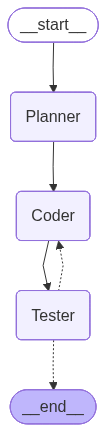 __start__
Planner
Coder
Tester
__end__